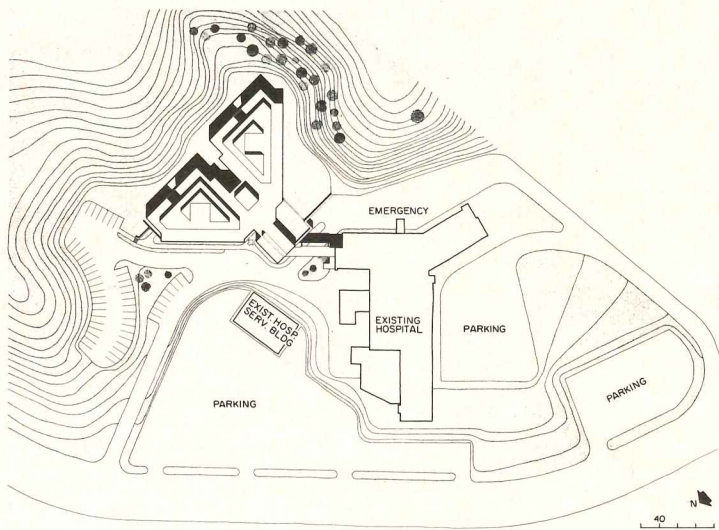 EMERGENCY
EXIST. HOSP.
SERV. BLDG
EXISTING
HOSPITAL
PARKING
PARKING
PARKING
N
40